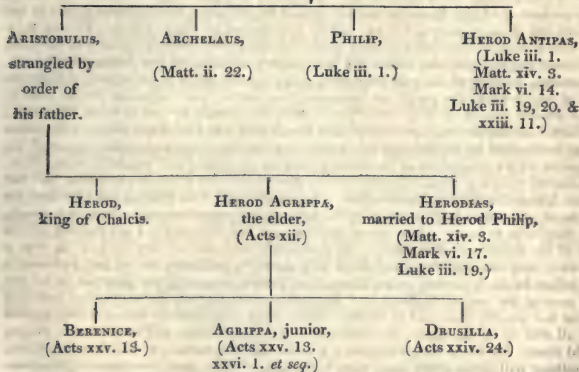 ARISTOBULUS, ARCHELAUS, PHILIP, HEROD ANTIPAS,
strangled by (Matt. ii. 22.) (Luke iii. 1.) (Luke iii. 1.
order of Matt. xiv. 3.
his father. Mark vi. 14.
Luke iii. 19, 20. &
xxiii. 11.)
HEROD, HEROD AGRIPPA, HERODIAS,
king of Chalcis. the elder, married to Herod Philip,
(Acts xii.) (Matt. xiv. 3.
Mark vi. 17.
Luke iii. 19.)
BERENICE, AGRIPPA, junior, DRUSILLA,
(Acts xxv. 13.) (Acts xxv. 13. (Acts xxiv. 24.)
xxvi. 1. et seq.)